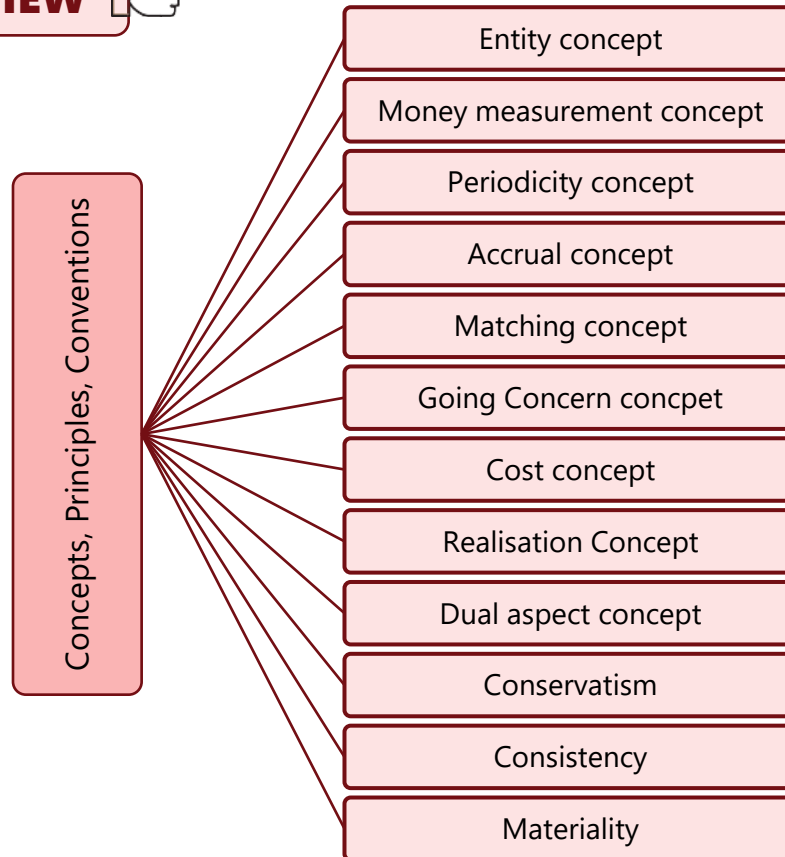 IEW
Concepts, Principles, Conventions
Entity concept
Money measurement concept
Periodicity concept
Accrual concept
Matching concept
Going Concern concpet
Cost concept
Realisation Concept
Dual aspect concept
Conservatism
Consistency
Materiality